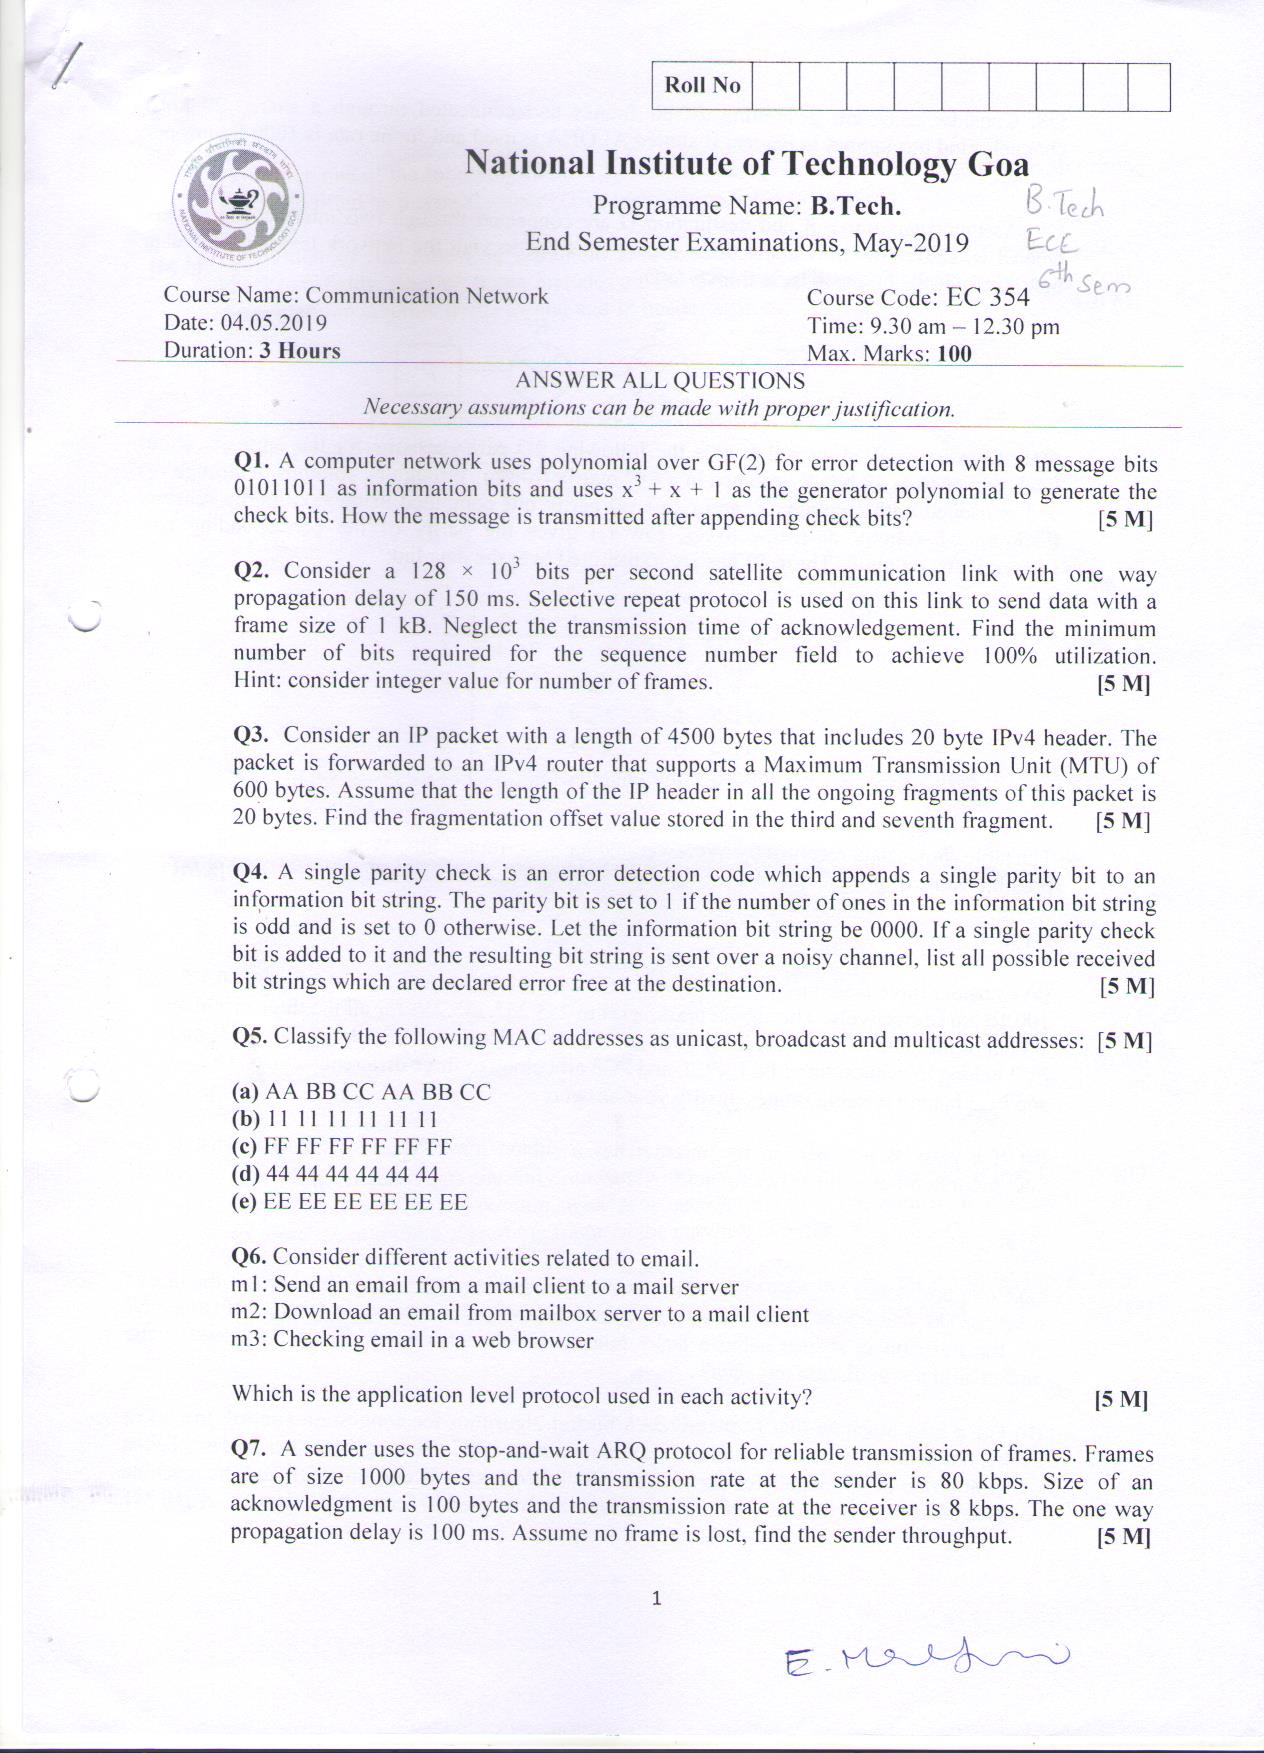 Roll No
National Institute of Technology Goa
Programme Name: B.Tech.
B.Tech
End Semester Examinations, May-2019
ECE
6th Sem
Course Name: Communication Network
Course Code: EC 354
Date: 04.05.2019
Time: 9.30 am – 12.30 pm
Duration: 3 Hours
Max. Marks: 100
ANSWER ALL QUESTIONS
Necessary assumptions can be made with proper justification.
Q1. A computer network uses polynomial over GF(2) for error detection with 8 message bits
01011011 as information bits and uses x³ + x + 1 as the generator polynomial to generate the
check bits. How the message is transmitted after appending check bits? [5 M]
Q2. Consider a 128 × 10³ bits per second satellite communication link with one way
propagation delay of 150 ms. Selective repeat protocol is used on this link to send data with a
frame size of 1 kB. Neglect the transmission time of acknowledgement. Find the minimum
number of bits required for the sequence number field to achieve 100% utilization.
Hint: consider integer value for number of frames. [5 M]
Q3. Consider an IP packet with a length of 4500 bytes that includes 20 byte IPv4 header. The
packet is forwarded to an IPv4 router that supports a Maximum Transmission Unit (MTU) of
600 bytes. Assume that the length of the IP header in all the ongoing fragments of this packet is
20 bytes. Find the fragmentation offset value stored in the third and seventh fragment. [5 M]
Q4. A single parity check is an error detection code which appends a single parity bit to an
information bit string. The parity bit is set to 1 if the number of ones in the information bit string
is odd and is set to 0 otherwise. Let the information bit string be 0000. If a single parity check
bit is added to it and the resulting bit string is sent over a noisy channel, list all possible received
bit strings which are declared error free at the destination. [5 M]
Q5. Classify the following MAC addresses as unicast, broadcast and multicast addresses: [5 M]
(a) AA BB CC AA BB CC
(b) 11 11 11 11 11 11
(c) FF FF FF FF FF FF
(d) 44 44 44 44 44 44
(e) EE EE EE EE EE EE
Q6. Consider different activities related to email.
m1: Send an email from a mail client to a mail server
m2: Download an email from mailbox server to a mail client
m3: Checking email in a web browser
Which is the application level protocol used in each activity? [5 M]
Q7. A sender uses the stop-and-wait ARQ protocol for reliable transmission of frames. Frames
are of size 1000 bytes and the transmission rate at the sender is 80 kbps. Size of an
acknowledgment is 100 bytes and the transmission rate at the receiver is 8 kbps. The one way
propagation delay is 100 ms. Assume no frame is lost, find the sender throughput. [5 M]
1